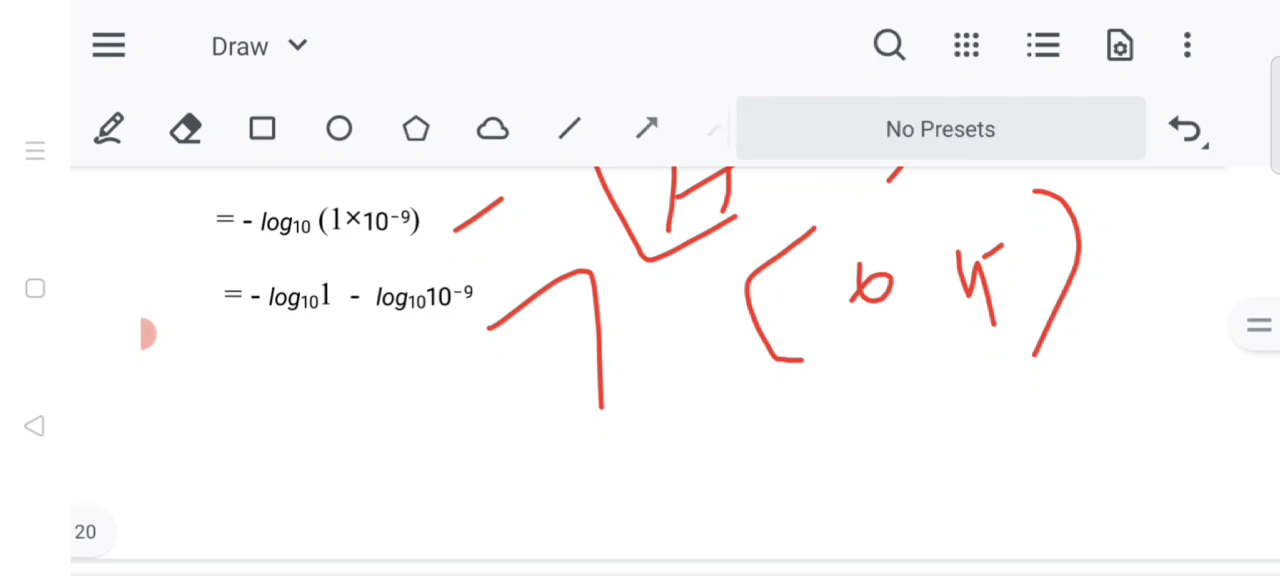 Draw
No Presets
= - log₁₀ (1×10⁻⁹)
= - log₁₀1 - log₁₀10⁻⁹
20